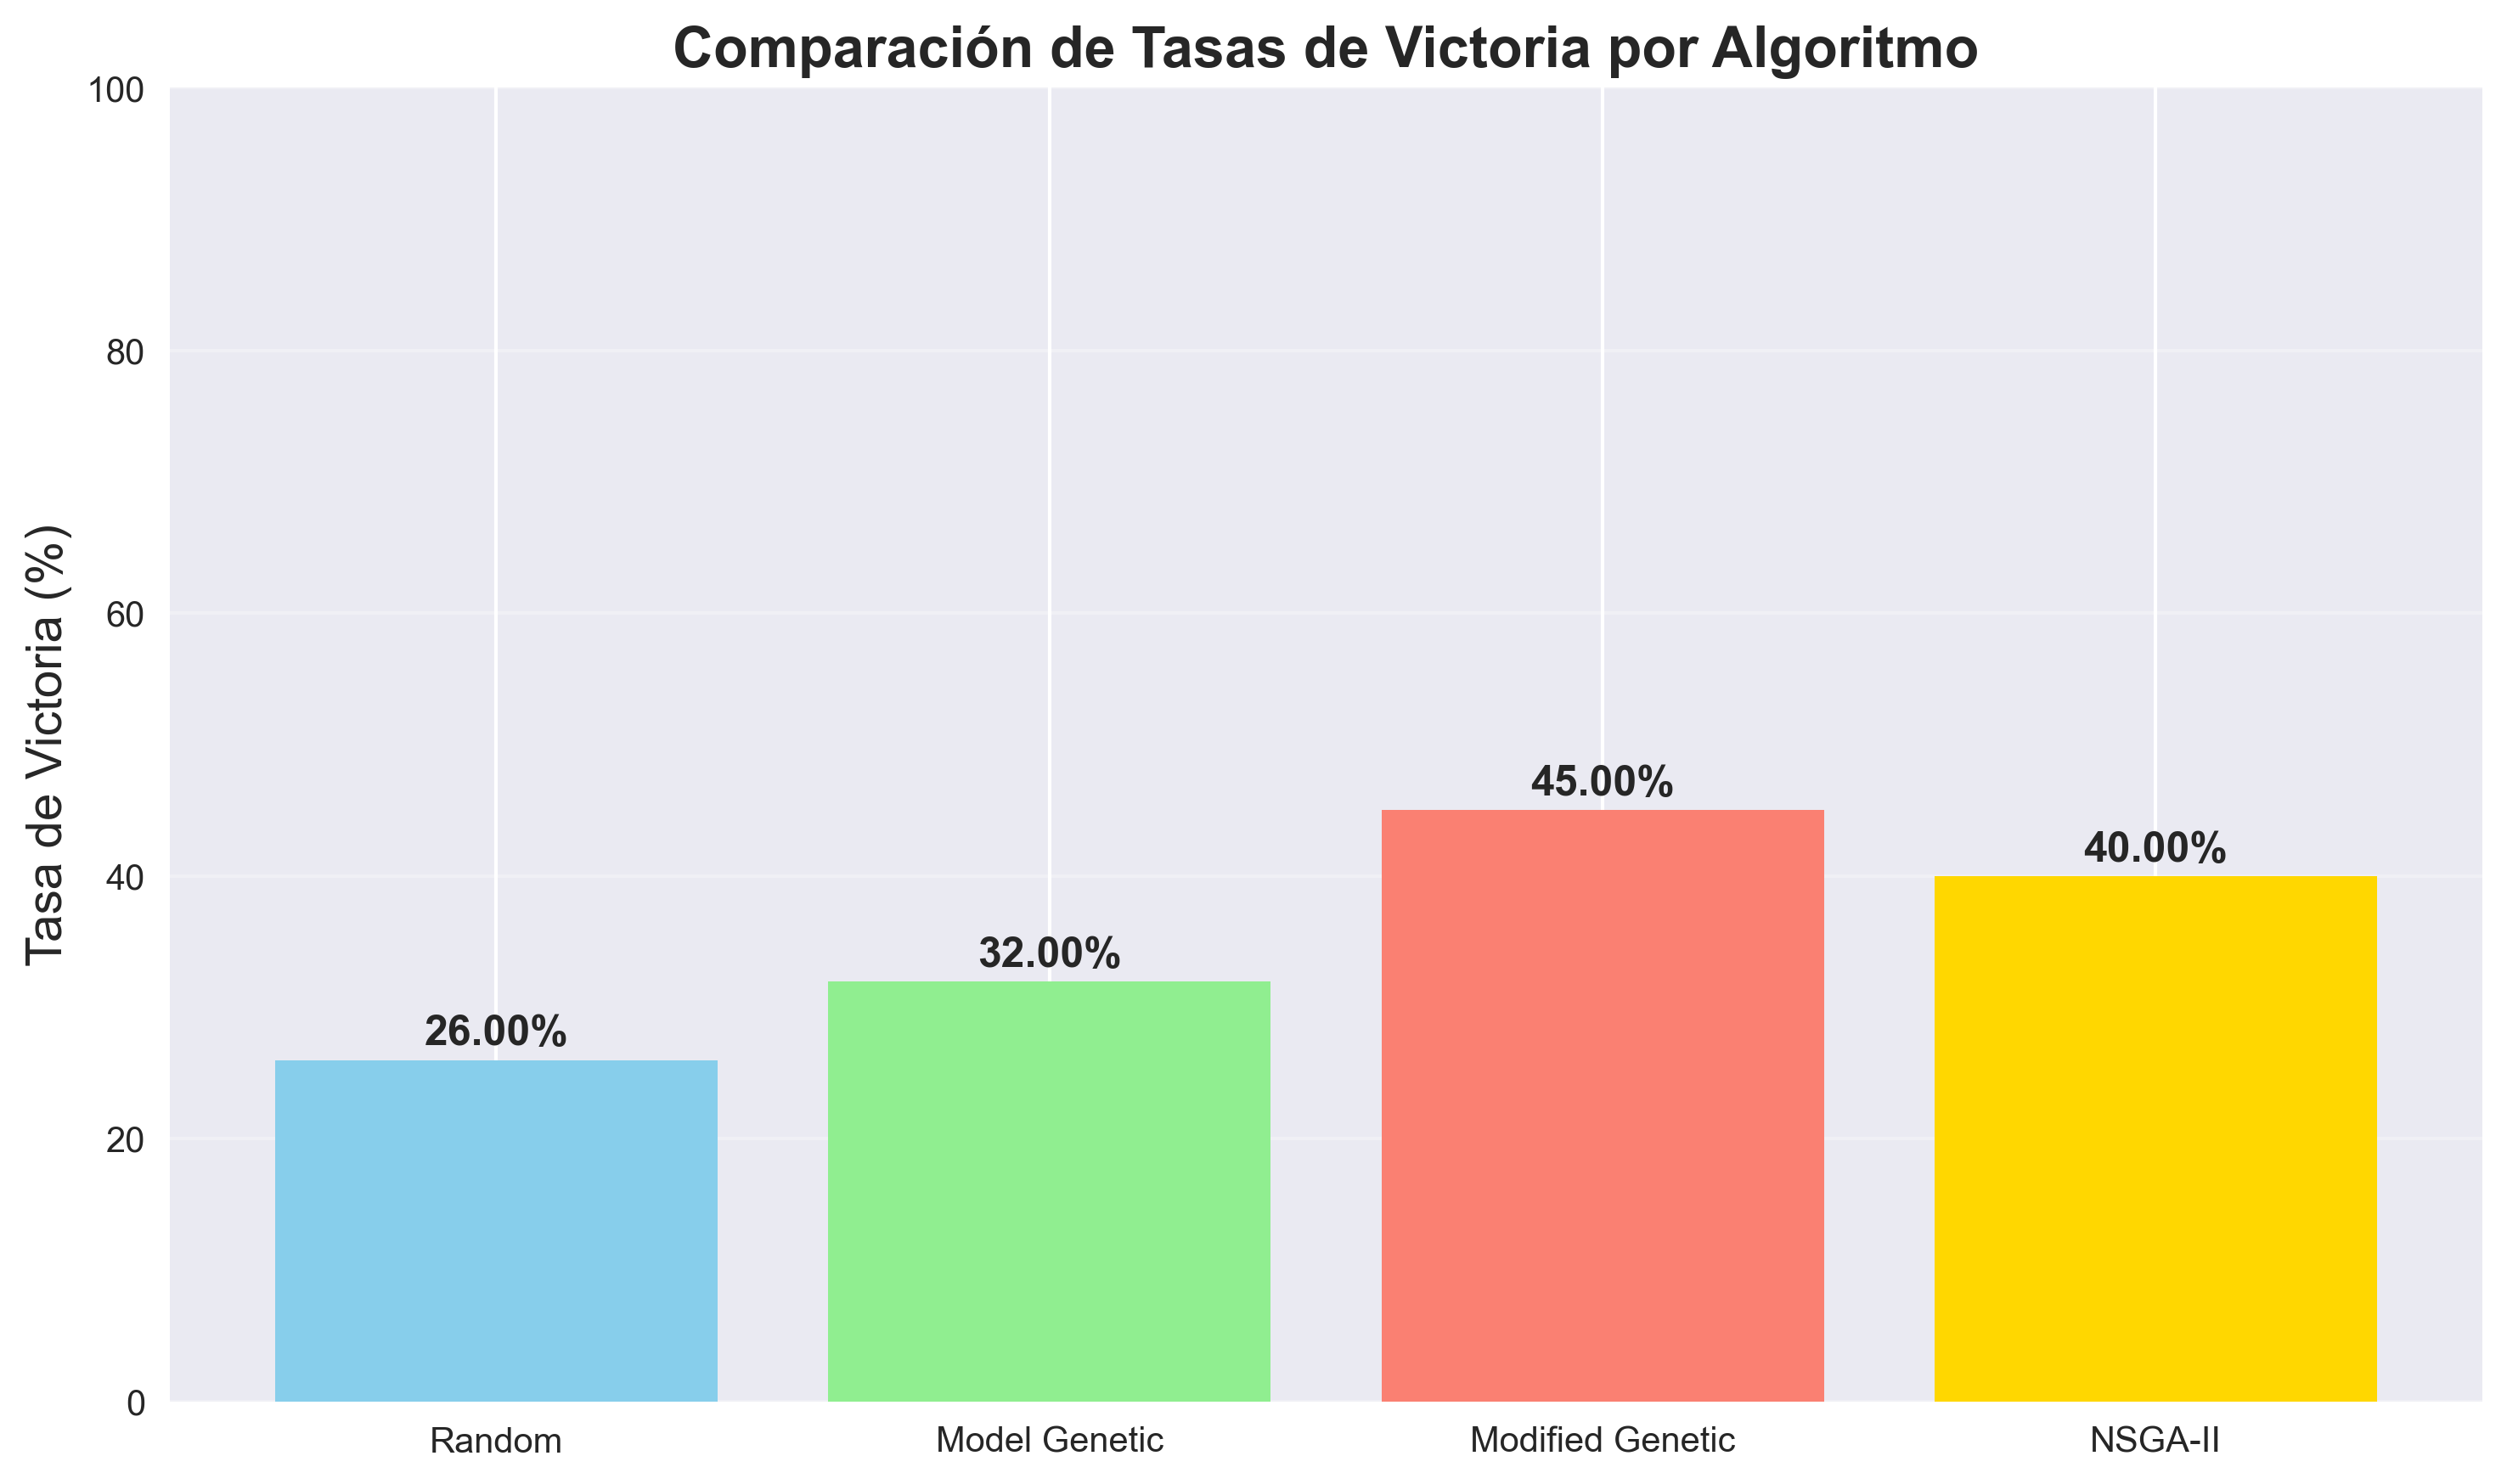 Comparación de Tasas de Victoria por Algoritmo
Tasa de Victoria (%)
100
80
60
40
20
0
26.00%
32.00%
45.00%
40.00%
Random
Model Genetic
Modified Genetic
NSGA-II